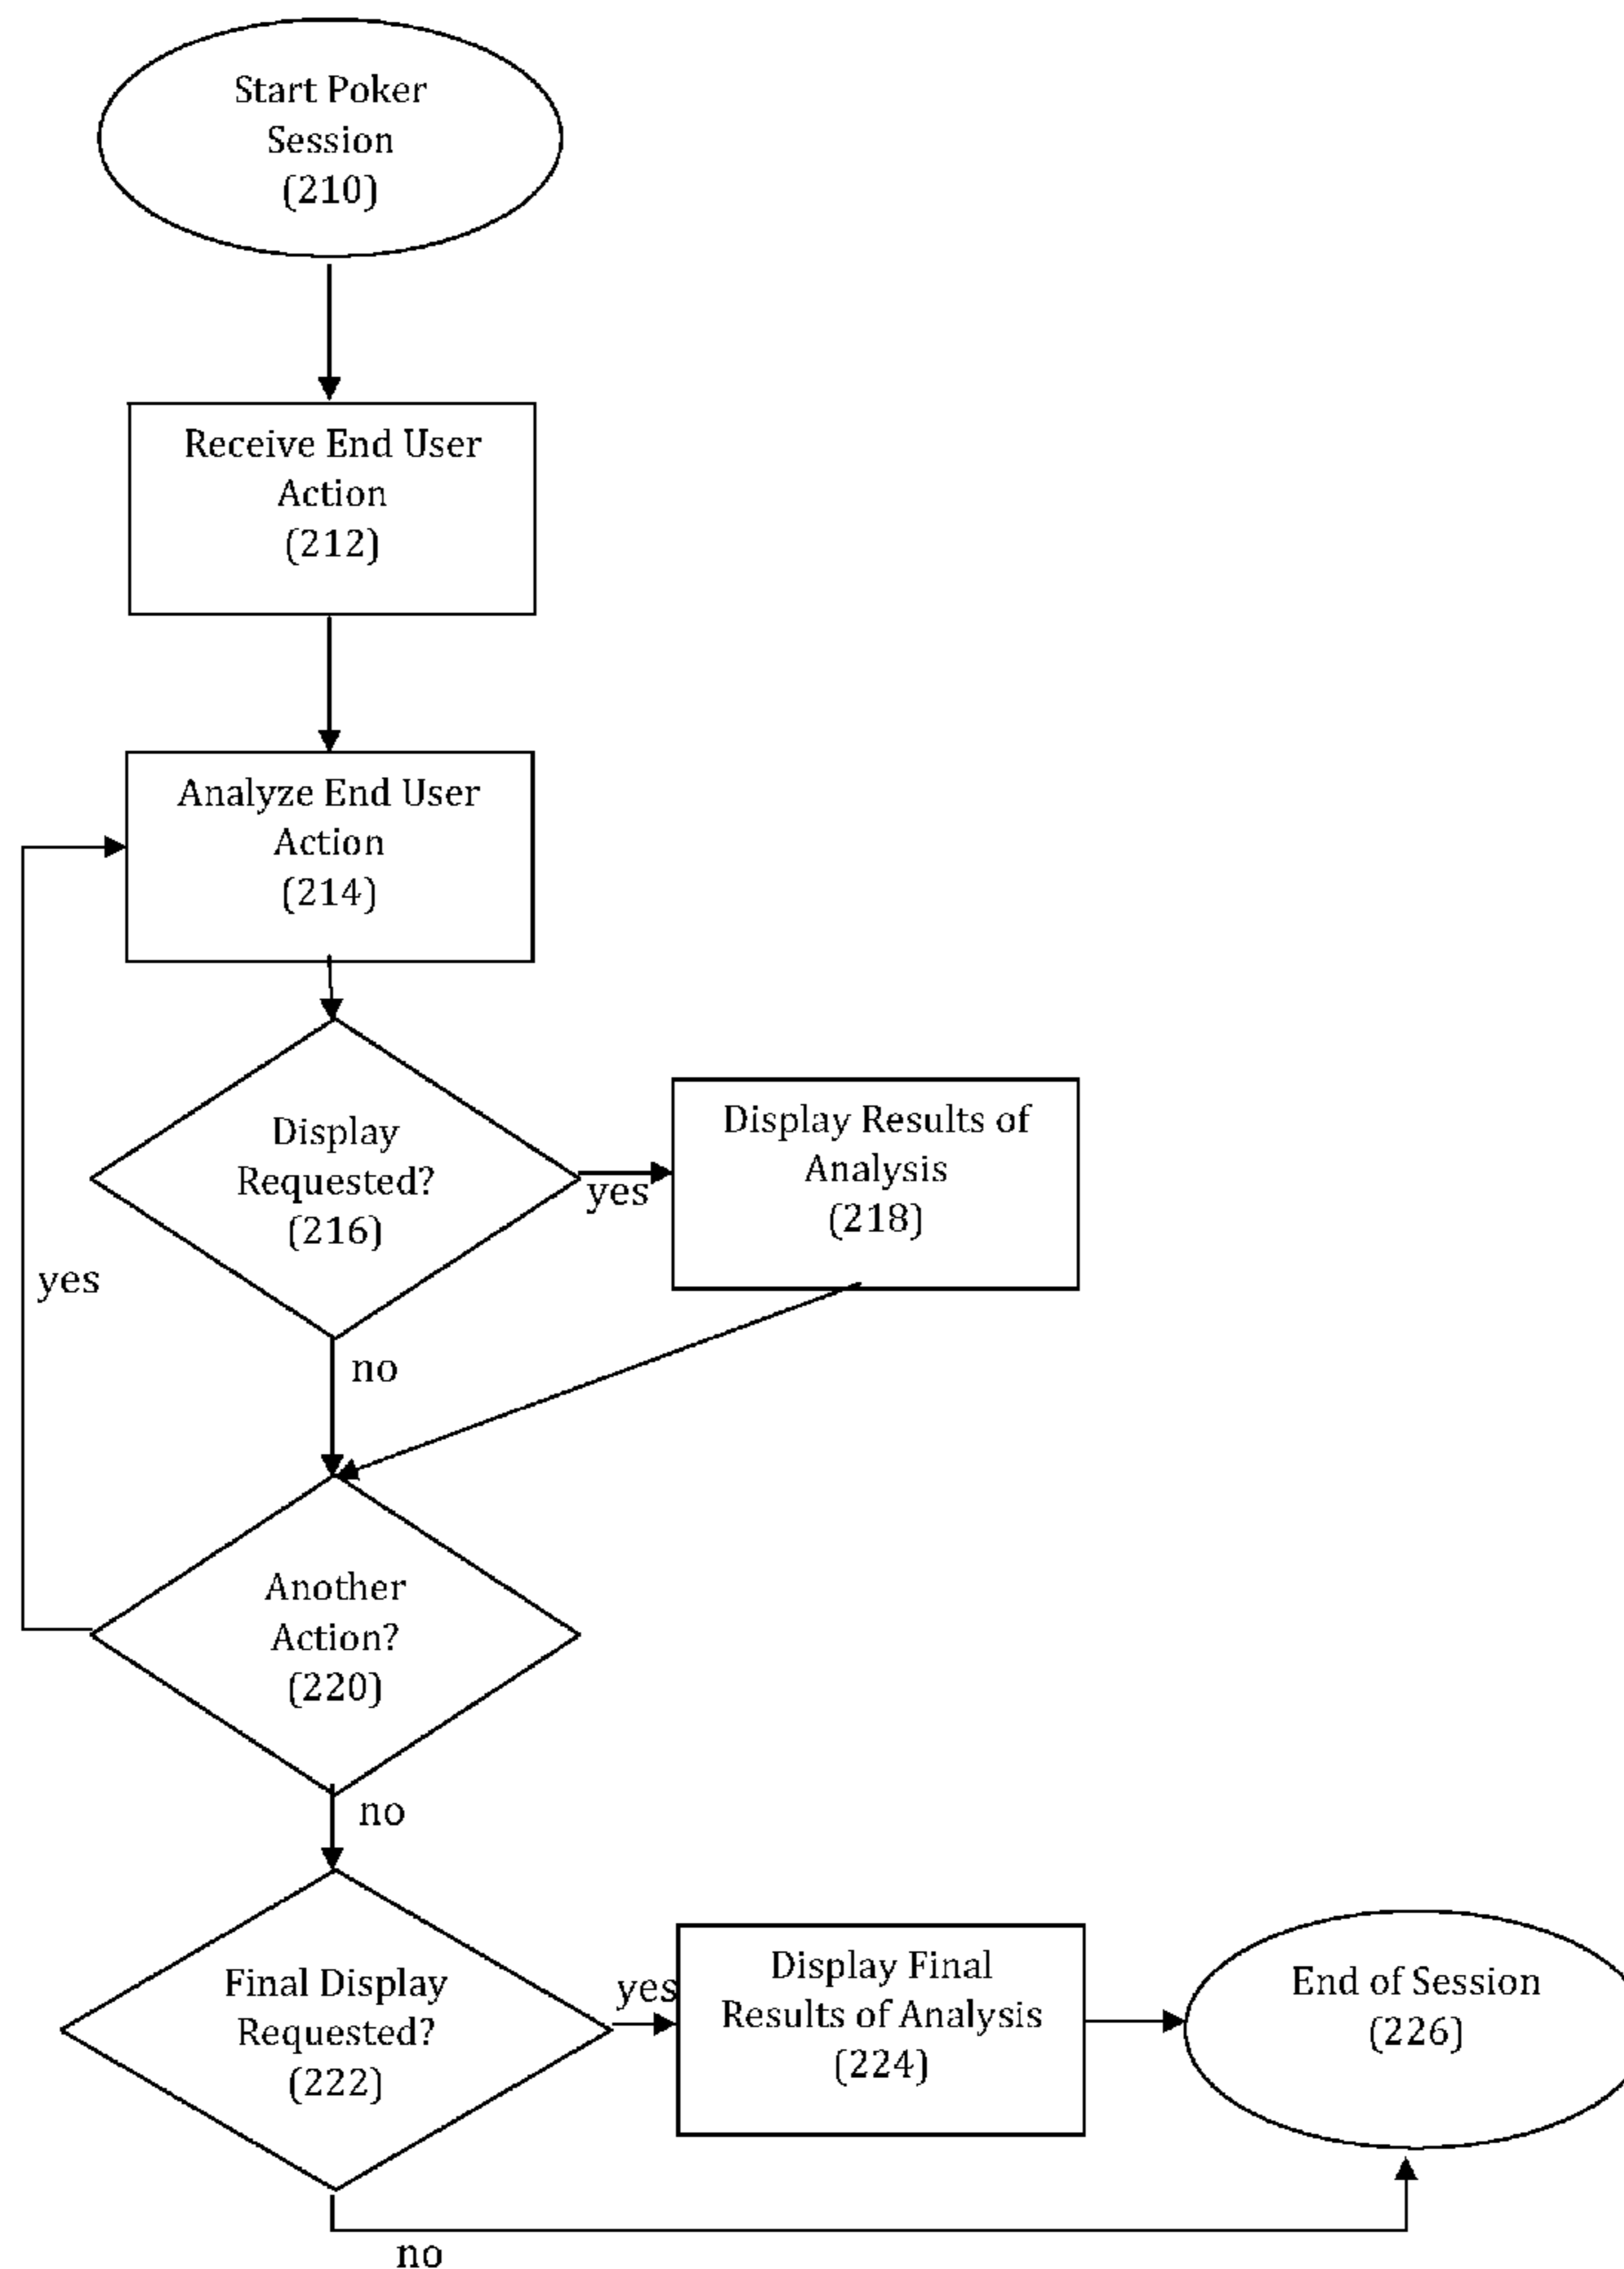 Start Poker
Session
(210)
Receive End User
Action
(212)
Analyze End User
Action
(214)
Display
Requested?
(216)
yes
Display Results of
Analysis
(218)
yes
no
Another
Action?
(220)
no
Final Display
Requested?
(222)
yes
Display Final
Results of Analysis
(224)
End of Session
(226)
no